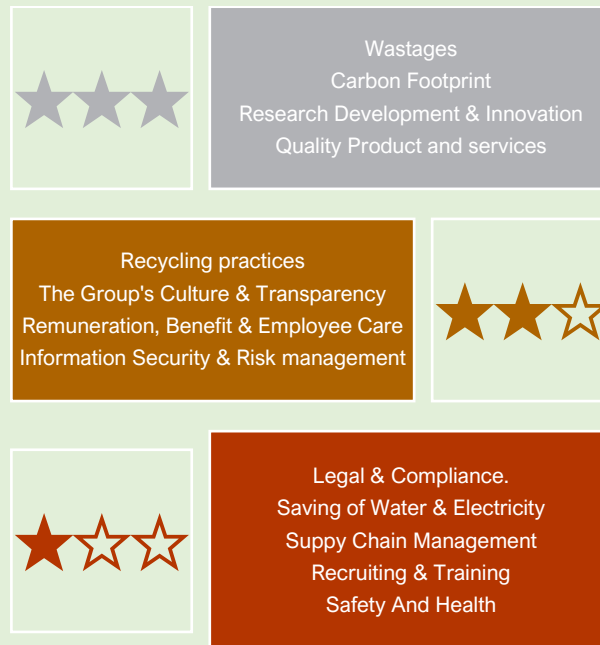 Wastages
Carbon Footprint
Research Development & Innovation
Quality Product and services
Recycling practices
The Group's Culture & Transparency
Remuneration, Benefit & Employee Care
Information Security & Risk management
Legal & Compliance.
Saving of Water & Electricity
Suppy Chain Management
Recruiting & Training
Safety And Health